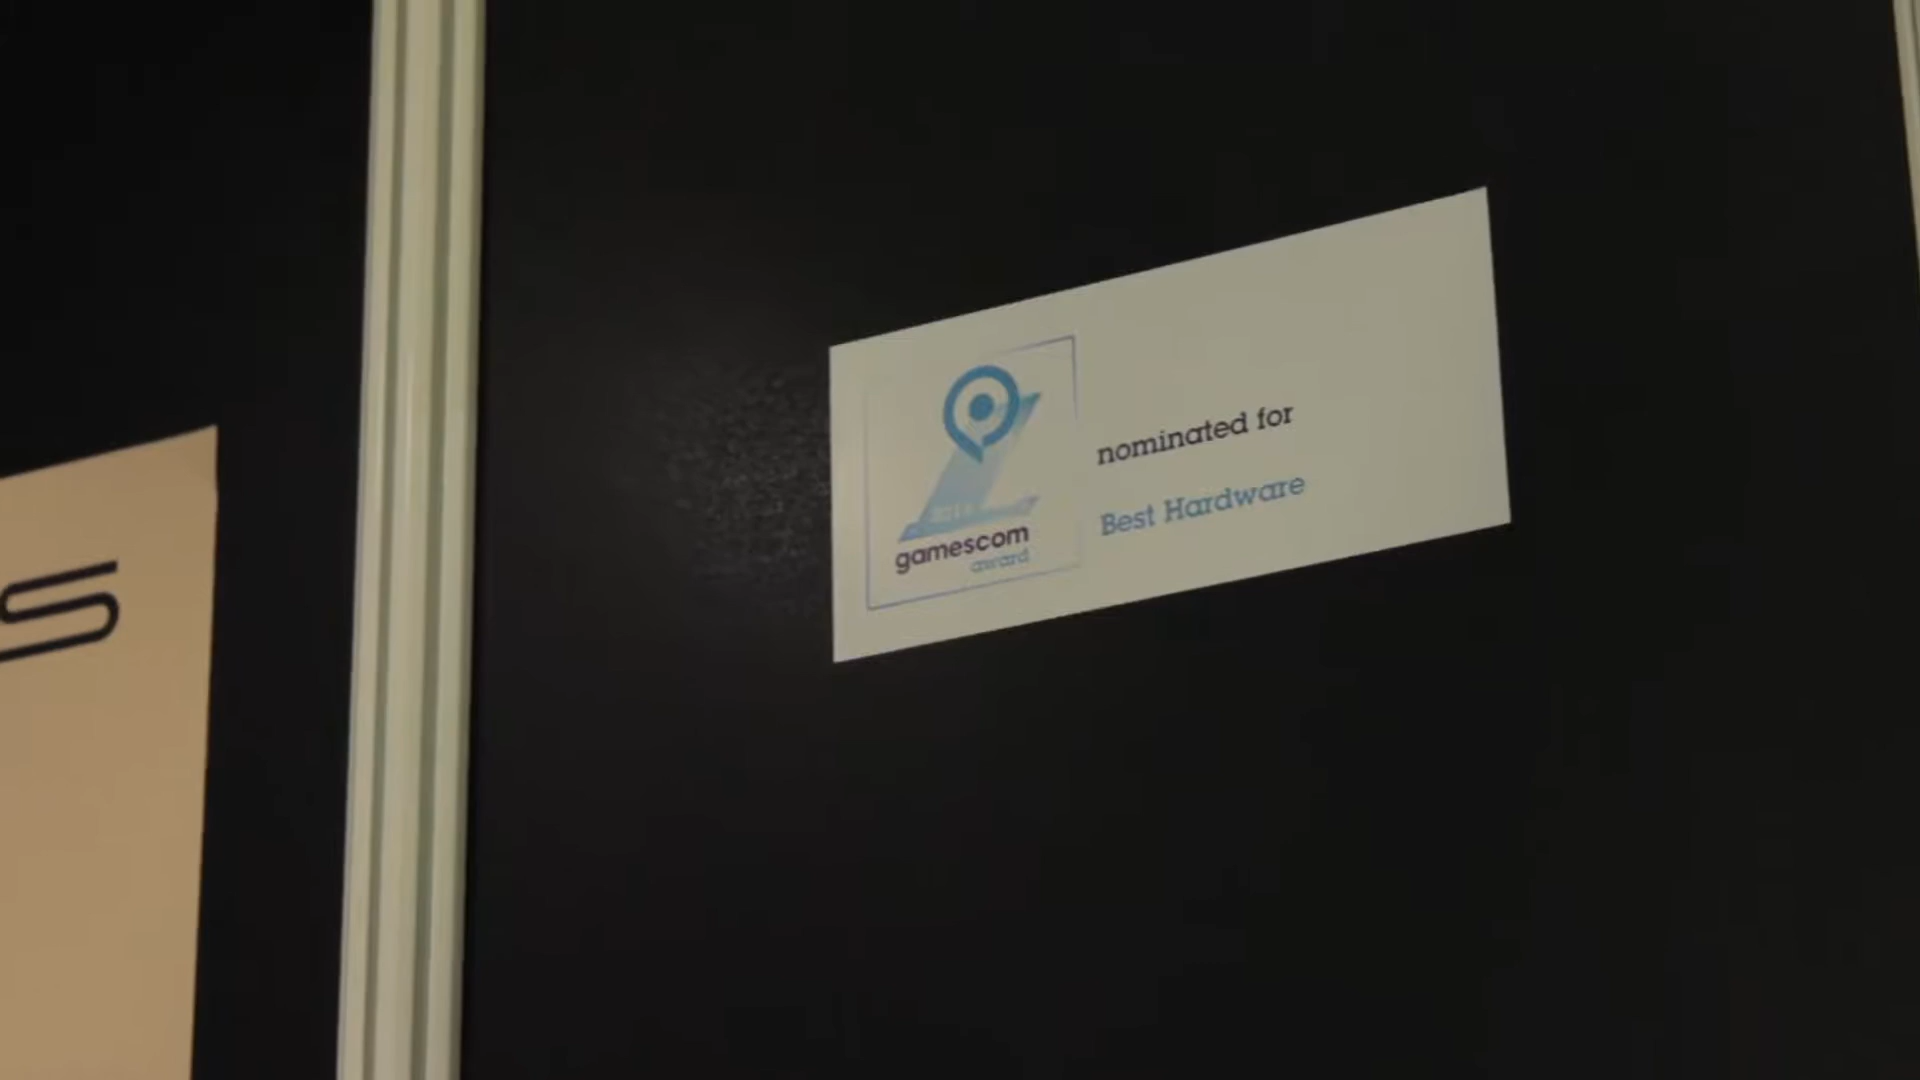 S
nominated for
Best Hardware
gamescom
award